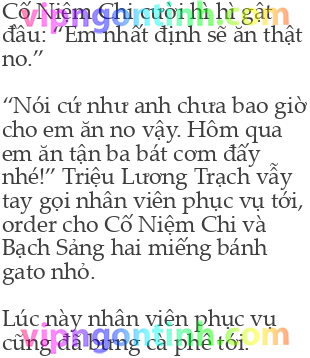 Cố Niệm Chi cười hì hì gật
đầu: “Em nhất định sẽ ăn thật
no.”
“Nói cứ như anh chưa bao giờ
cho em ăn no vậy. Hôm qua
em ăn tận ba bát cơm đấy
nhé!” Triệu Lương Trạch vẫy
tay gọi nhân viên phục vụ tới,
order cho Cố Niệm Chi và
Bạch Sảng hai miếng bánh
gato nhỏ.
Lúc này nhân viên phục vụ
vipngontinh.com
cũng đã bưng cà phê tới.